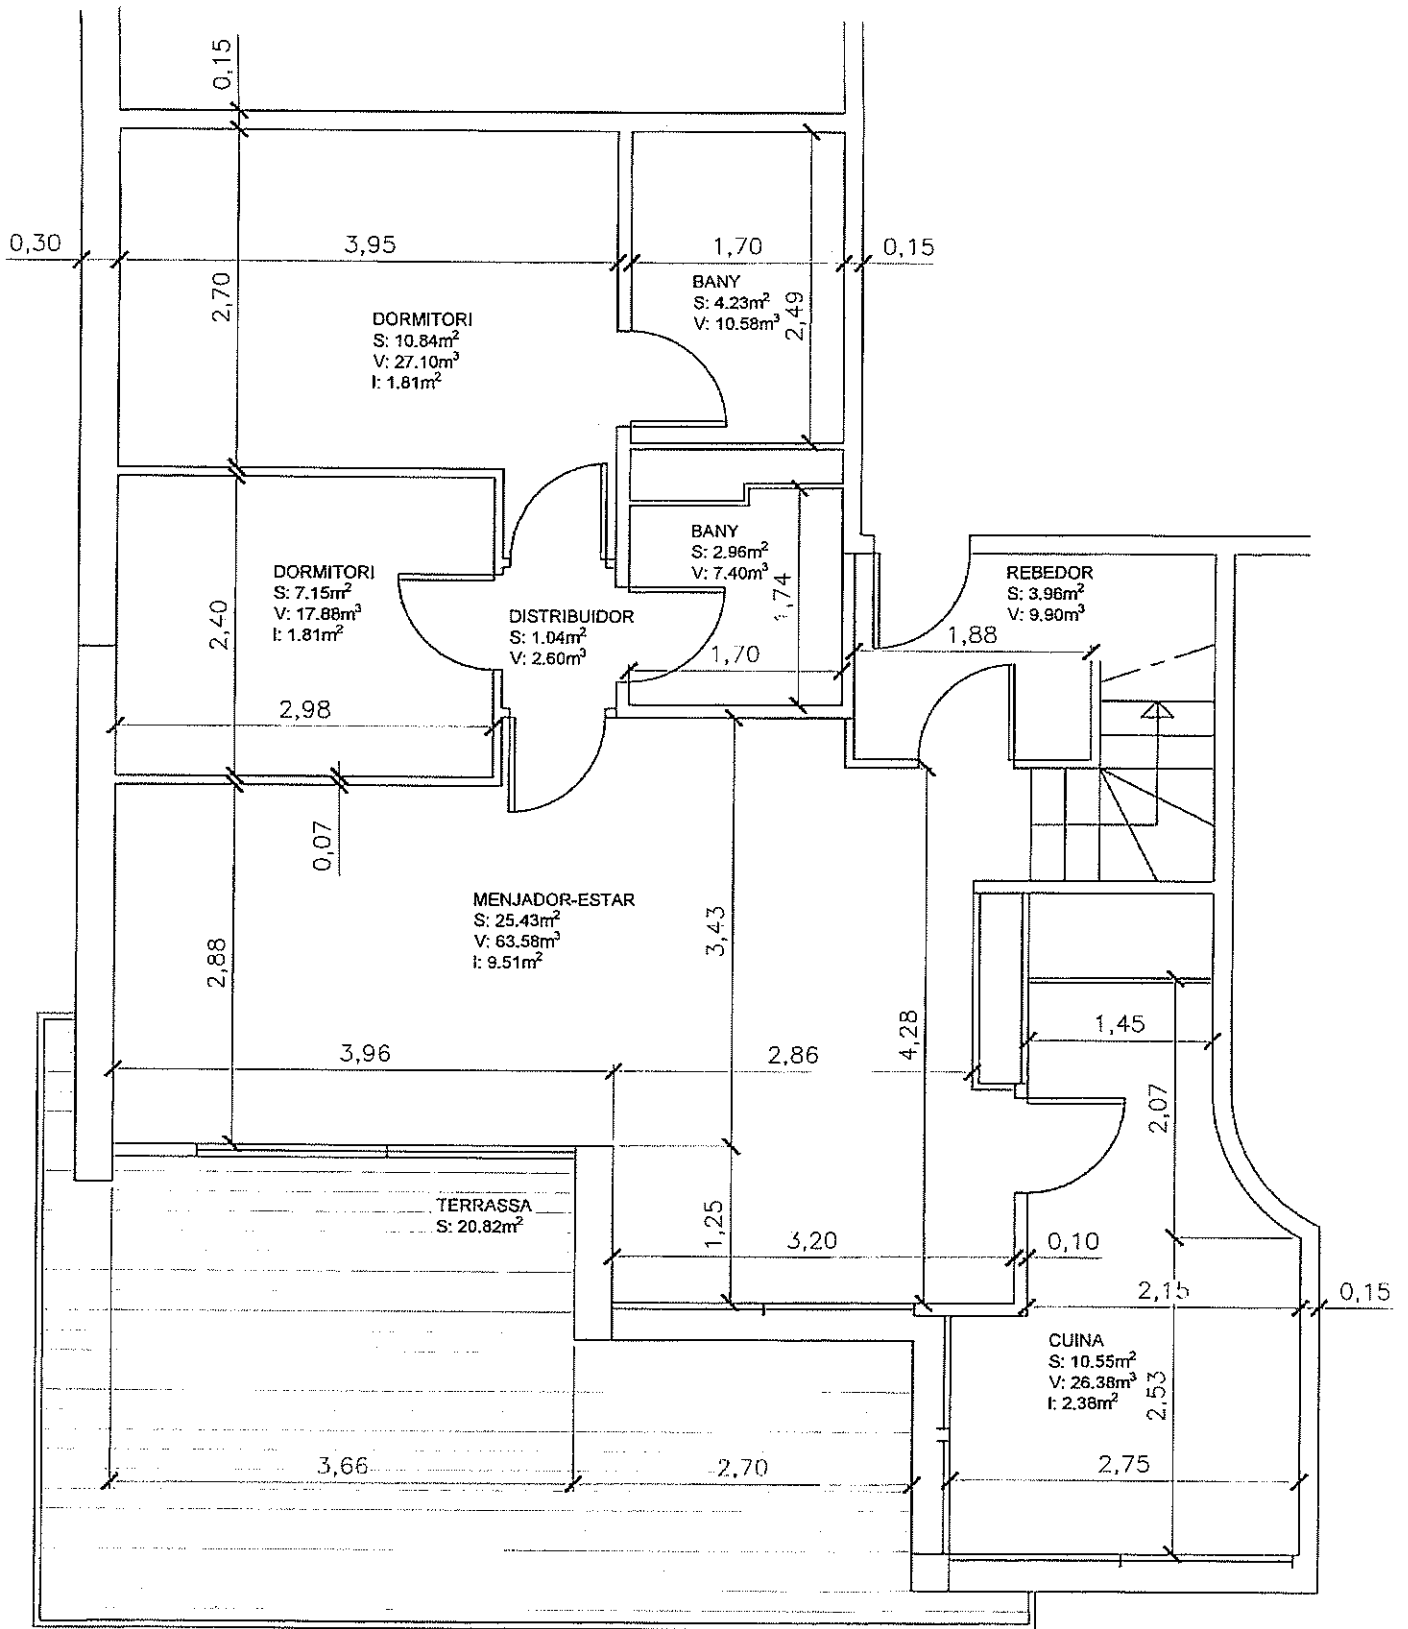 0,15
0,30
3,95
1,70
0,15
2,70
DORMITORI
S: 10.84m²
V: 27.10m³
I: 1.81m²
BANY
S: 4.23m²
V: 10.58m³
2,49
DORMITORI
S: 7.15m²
V: 17.88m³
I: 1.81m²
2,40
2,98
0,07
DISTRIBUIDOR
S: 1.04m²
V: 2.60m³
BANY
S: 2.96m²
V: 7.40m³
1,74
1,70
REBEDOR
S: 3.96m²
V: 9.90m³
1,88
MENJADOR-ESTAR
S: 25.43m²
V: 63.58m³
I: 9.51m²
2,88
3,43
4,28
3,96
2,86
1,45
2,07
TERRASSA
S: 20.82m²
1,25
3,20
0,10
2,15
0,15
CUINA
S: 10.55m²
V: 26.38m³
I: 2.38m²
2,53
3,66
2,70
2,75